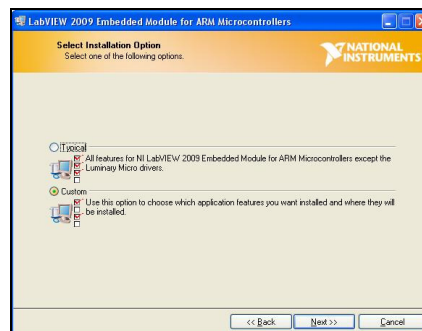 LabVIEW 2009 Embedded Module for ARM Microcontrollers
Select Installation Option
Select one of the following options.
NATIONAL
INSTRUMENTS
Typical
All features for NI LabVIEW 2009 Embedded Module for ARM Microcontrollers except the
Luminary Micro drivers.
Custom
Use this option to choose which application features you want installed and where they will
be installed.
<< Back
Next >>
Cancel